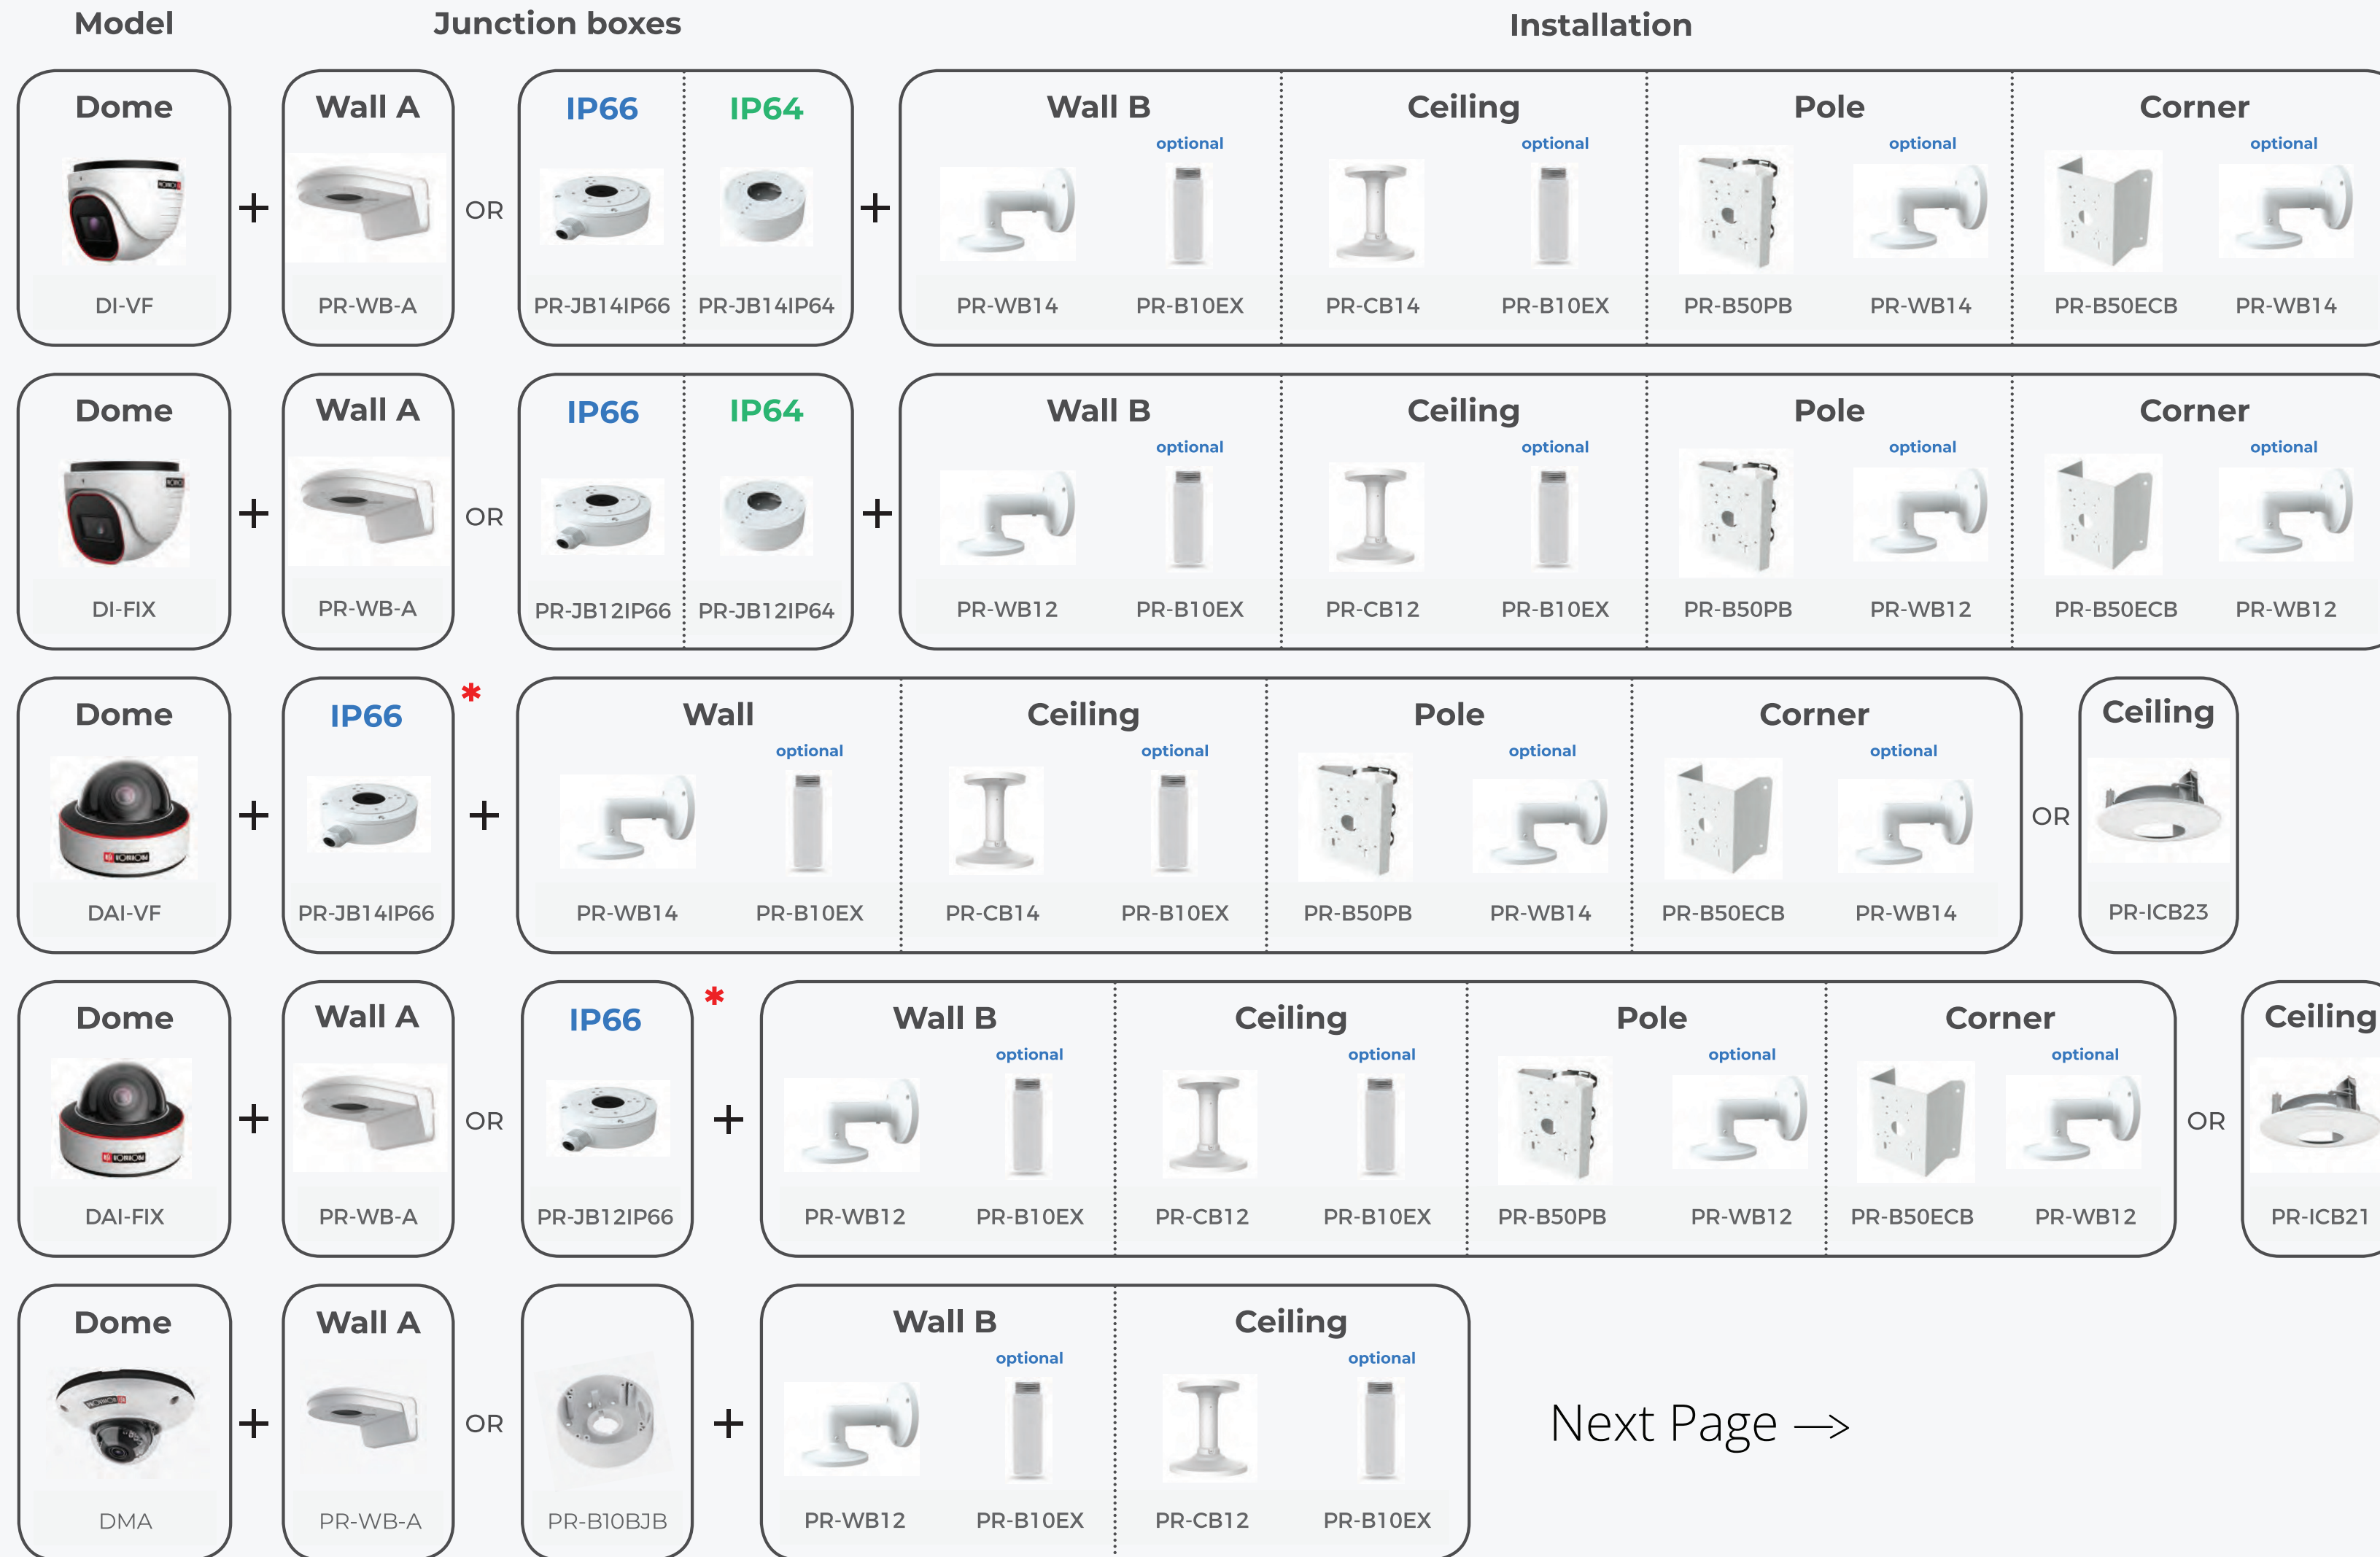 Model Junction boxes Installation
Dome Wall A IP66 IP64 Wall B Ceiling Pole Corner
optional optional optional optional
+ OR +
DI-VF PR-WB-A PR-JB14IP66 PR-JB14IP64 PR-WB14 PR-B10EX PR-CB14 PR-B10EX PR-B50PB PR-WB14 PR-B50ECB PR-WB14
Dome Wall A IP66 IP64 Wall B Ceiling Pole Corner
optional optional optional optional
+ OR +
DI-FIX PR-WB-A PR-JB12IP66 PR-JB12IP64 PR-WB12 PR-B10EX PR-CB12 PR-B10EX PR-B50PB PR-WB12 PR-B50ECB PR-WB12
Dome IP66 * Wall Ceiling Pole Corner Ceiling
optional optional optional optional
+ + OR
DAI-VF PR-JB14IP66 PR-WB14 PR-B10EX PR-CB14 PR-B10EX PR-B50PB PR-WB14 PR-B50ECB PR-WB14 PR-ICB23
Dome Wall A IP66 * Wall B Ceiling Pole Corner Ceiling
optional optional optional optional
+ OR + OR
DAI-FIX PR-WB-A PR-JB12IP66 PR-WB12 PR-B10EX PR-CB12 PR-B10EX PR-B50PB PR-WB12 PR-B50ECB PR-WB12 PR-ICB21
Dome Wall A Wall B Ceiling
optional optional
+ OR + Next Page →
DMA PR-WB-A PR-B10BJB PR-WB12 PR-B10EX PR-CB12 PR-B10EX